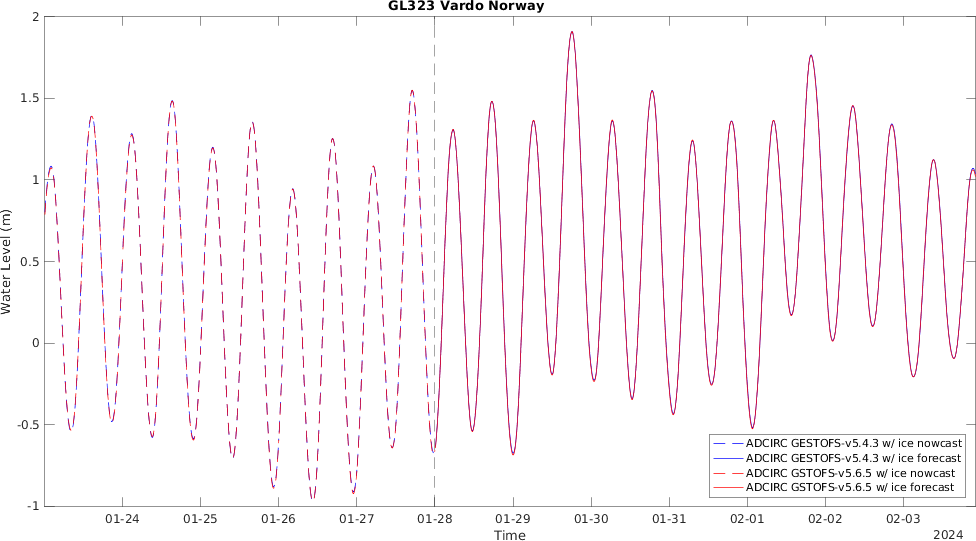 GL323 Vardo Norway
2
1.5
1
0.5
0
-0.5
-1
Water Level (m)
ADCIRC GESTOFS-v5.4.3 w/ ice nowcast
ADCIRC GESTOFS-v5.4.3 w/ ice forecast
ADCIRC GSTOFS-v5.6.5 w/ ice nowcast
ADCIRC GSTOFS-v5.6.5 w/ ice forecast
01-24 01-25 01-26 01-27 01-28 01-29 01-30 01-31 02-01 02-02 02-03
Time
2024